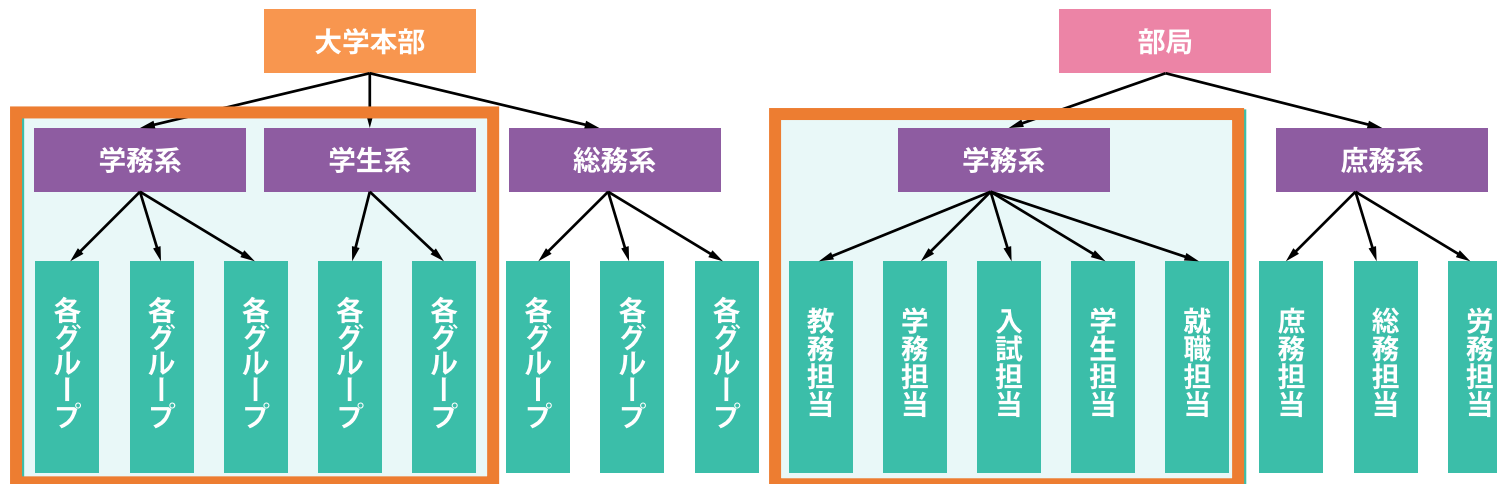 大学本部
部局
学務系
学生系
総務系
学務系
庶務系
各グループ
各グループ
各グループ
各グループ
各グループ
各グループ
各グループ
各グループ
教務担当
学務担当
入試担当
学生担当
就職担当
庶務担当
総務担当
労務担当